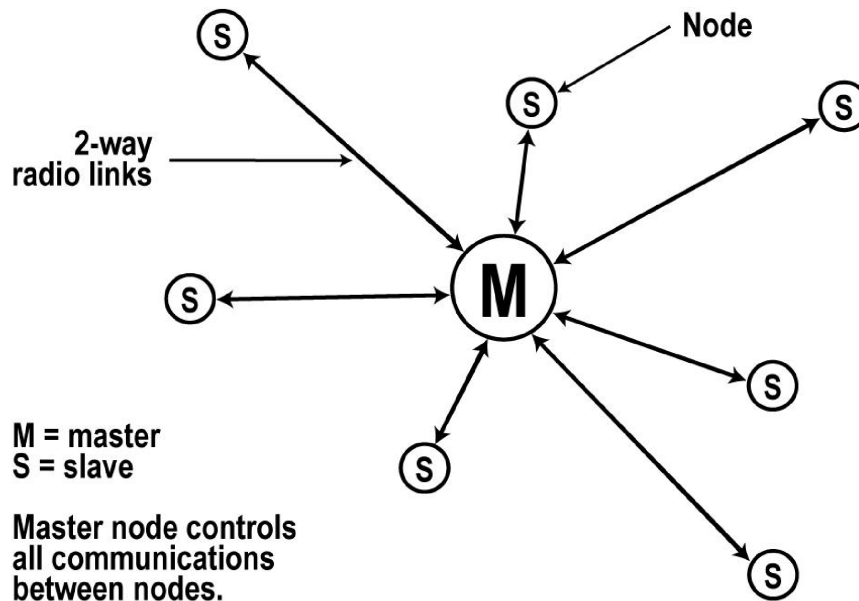 S
Node
S
S
2-way
radio links
M
S
S
M = master
S = slave
S
Master node controls
all communications
between nodes.
S